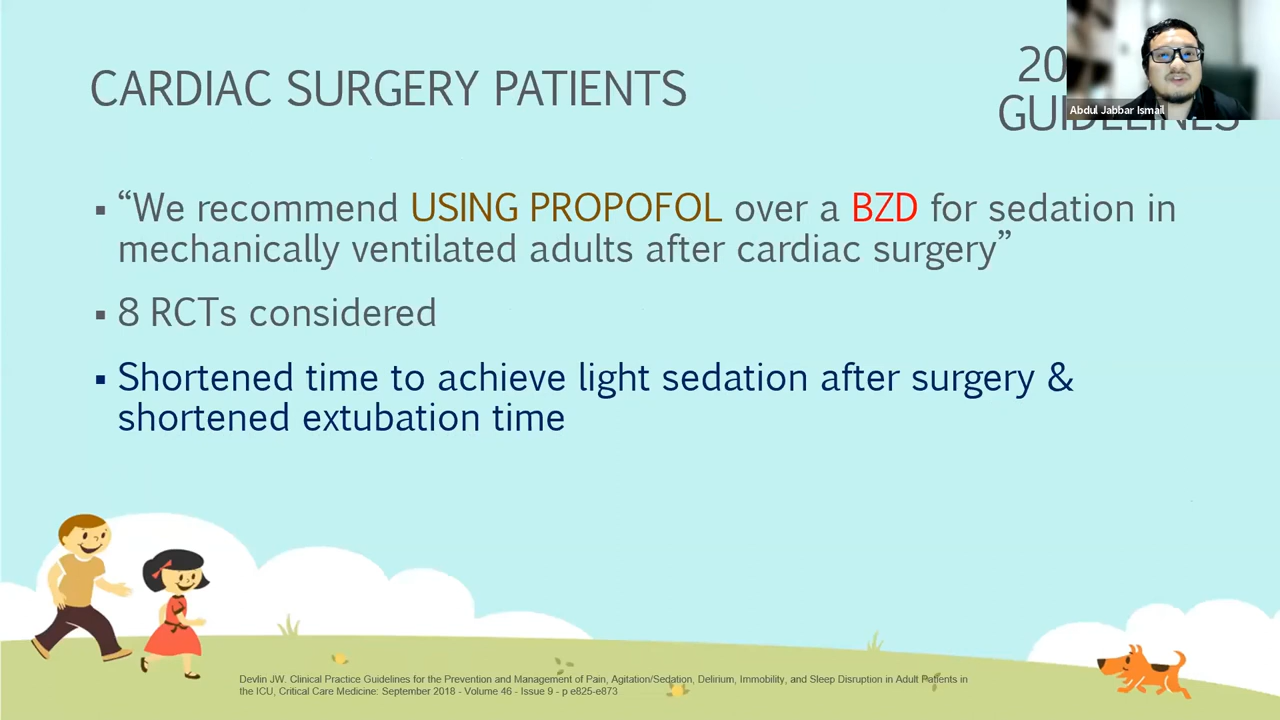 CARDIAC SURGERY PATIENTS
20
GUIDELINES
Abdul Jabbar Ismail
▪ “We recommend USING PROPOFOL over a BZD for sedation in
mechanically ventilated adults after cardiac surgery”
▪ 8 RCTs considered
▪ Shortened time to achieve light sedation after surgery &
shortened extubation time
Devlin JW. Clinical Practice Guidelines for the Prevention and Management of Pain, Agitation/Sedation, Delirium, Immobility, and Sleep Disruption in Adult Patients in
the ICU, Critical Care Medicine: September 2018 - Volume 46 - Issue 9 - p e825-e873